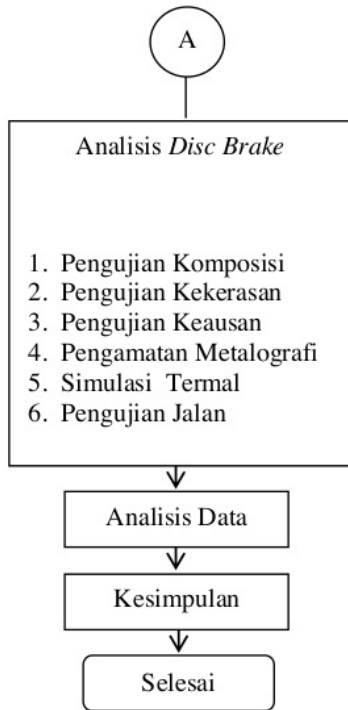 A
Analisis Disc Brake
1. Pengujian Komposisi
2. Pengujian Kekerasan
3. Pengujian Keausan
4. Pengamatan Metalografi
5. Simulasi Termal
6. Pengujian Jalan
Analisis Data
Kesimpulan
Selesai